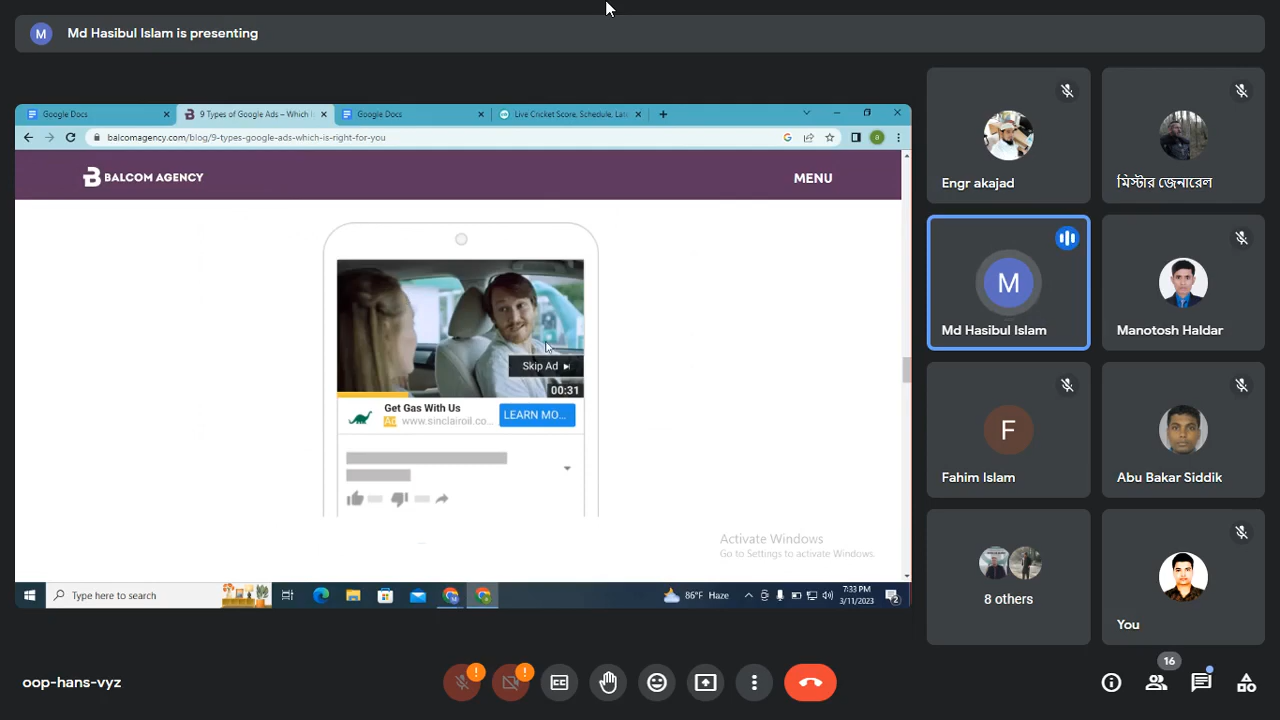 Md Hasibul Islam is presenting
Google Docs
9 Types of Google Ads – Which I
Google Docs
Live Cricket Score, Schedule, Late
balcomagency.com/blog/9-types-google-ads-which-is-right-for-you
BALCOM AGENCY
MENU
Skip Ad
00:31
Get Gas With Us
Ad www.sinclairoil.co...
LEARN MO...
Activate Windows
Go to Settings to activate Windows.
Type here to search
86°F Haze
7:33 PM
3/11/2023
2
Engr akajad
মিস্টার জেনারেল
M
Md Hasibul Islam
Manotosh Haldar
F
Fahim Islam
Abu Bakar Siddik
8 others
You
oop-hans-vyz
16